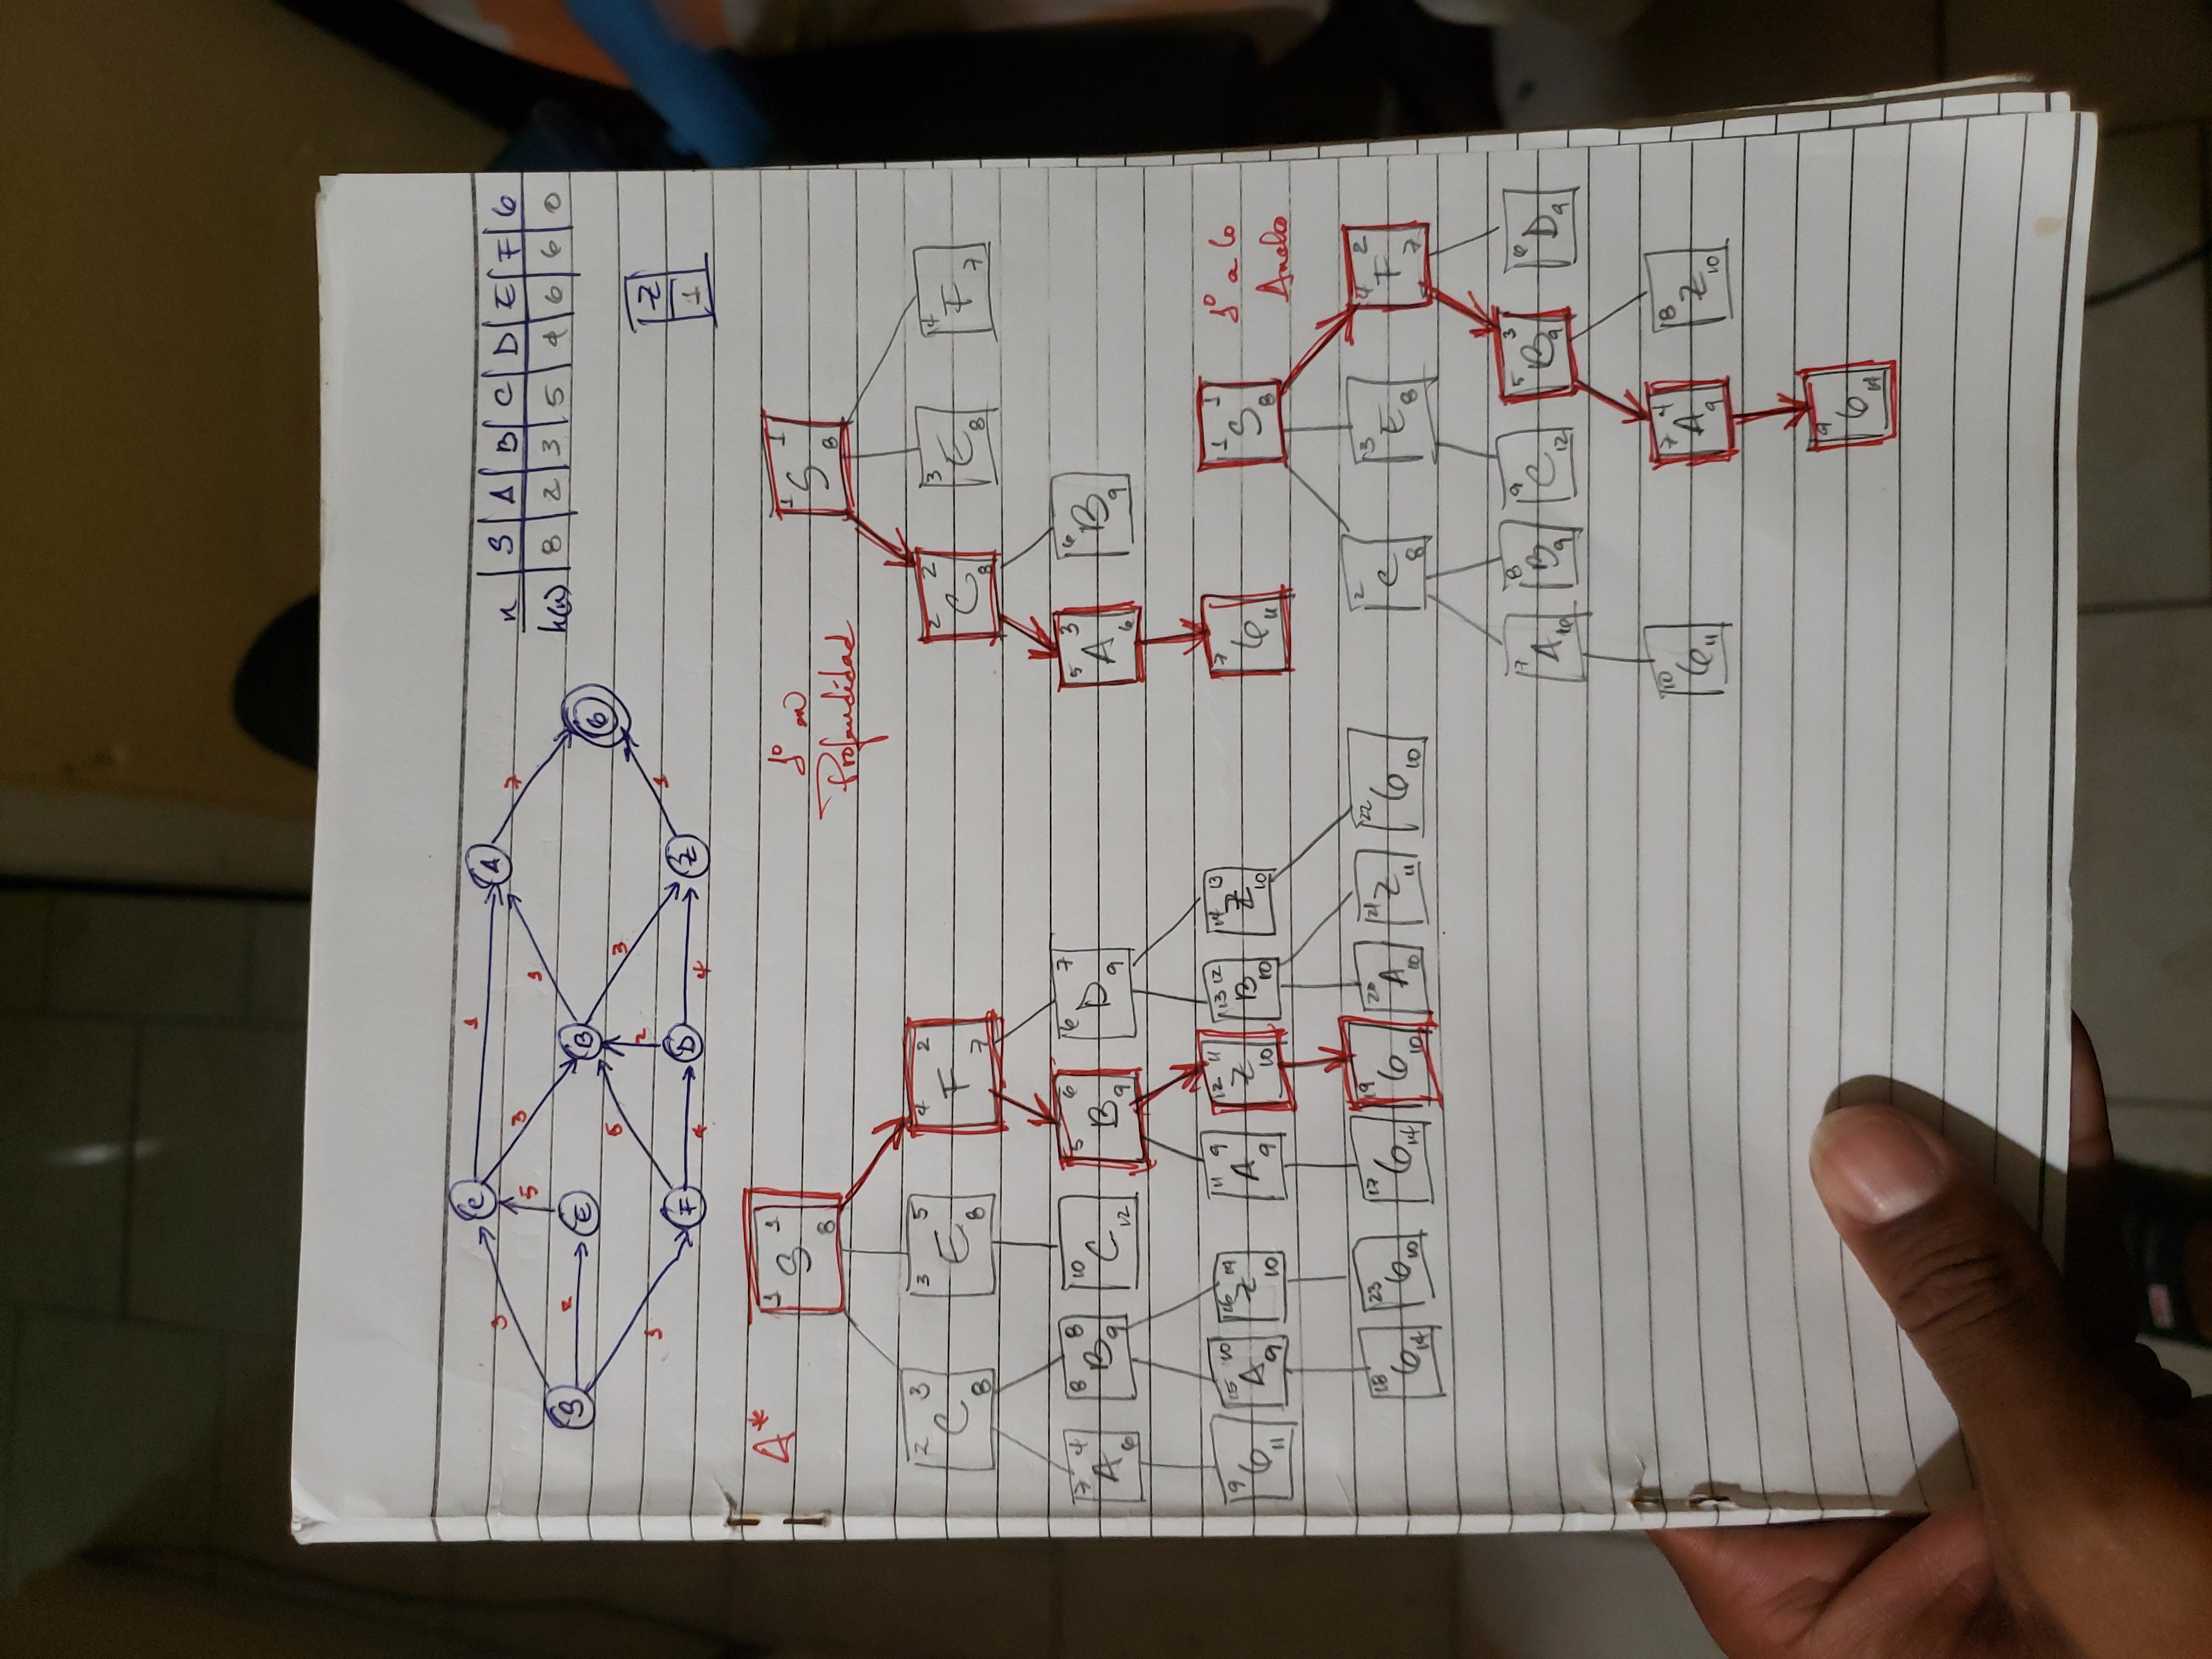 C 1 A
3 3 1 7
S 2 E 5 B G
1 6 2 3 1
F 4 D 4 Z
n S A B C D E F G
h(n) 8 2 3 5 4 6 6 0
Z
1
A*
1 S 1 8
2 C 3 8
3 E 5 8
4 F 2 7
7 A 4 6
8 B 8 9
10 C 12
5 B 6 9
6 D 7 9
9 G 11
15 A 10 9
16 Z 14 10
11 A 9 9
12 Z 11 10
13 B 12 10
14 Z 13 10
18 G 14
23 G 10
17 G 14
19 G 10
20 A 10
21 Z 11
22 G 10
1° en
Profundidad
1 S 1 8
2 C 2 8
3 E 8
4 F 7
5 A 3 6
6 B 9
7 G 11
1° a lo
Ancho
1 S 1 8
2 C 8
3 E 8
4 F 2 7
7 A 10
8 B 9
9 C 12
5 B 3 9
6 D 9
10 G 11
7 A 4 9
8 Z 10
9 G 14